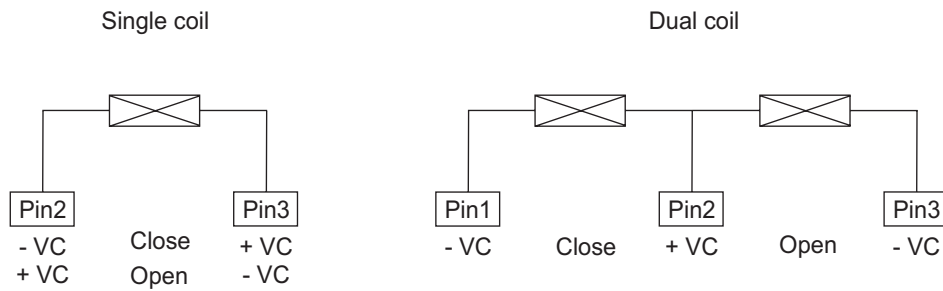 Single coil
Dual coil
Pin2
Pin3
Pin1
Pin2
Pin3
- VC Close + VC
+ VC Open - VC
- VC Close + VC Open - VC